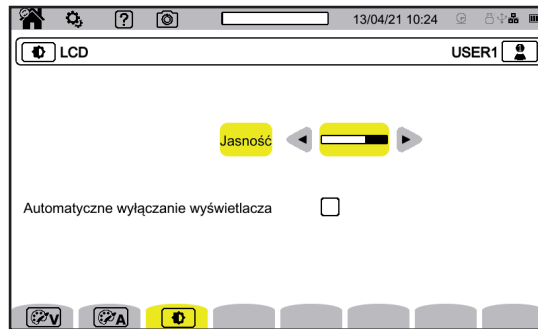 ? 13/04/21 10:24
LCD USER1
Jasność
Automatyczne wyłączanie wyświetlacza
V A